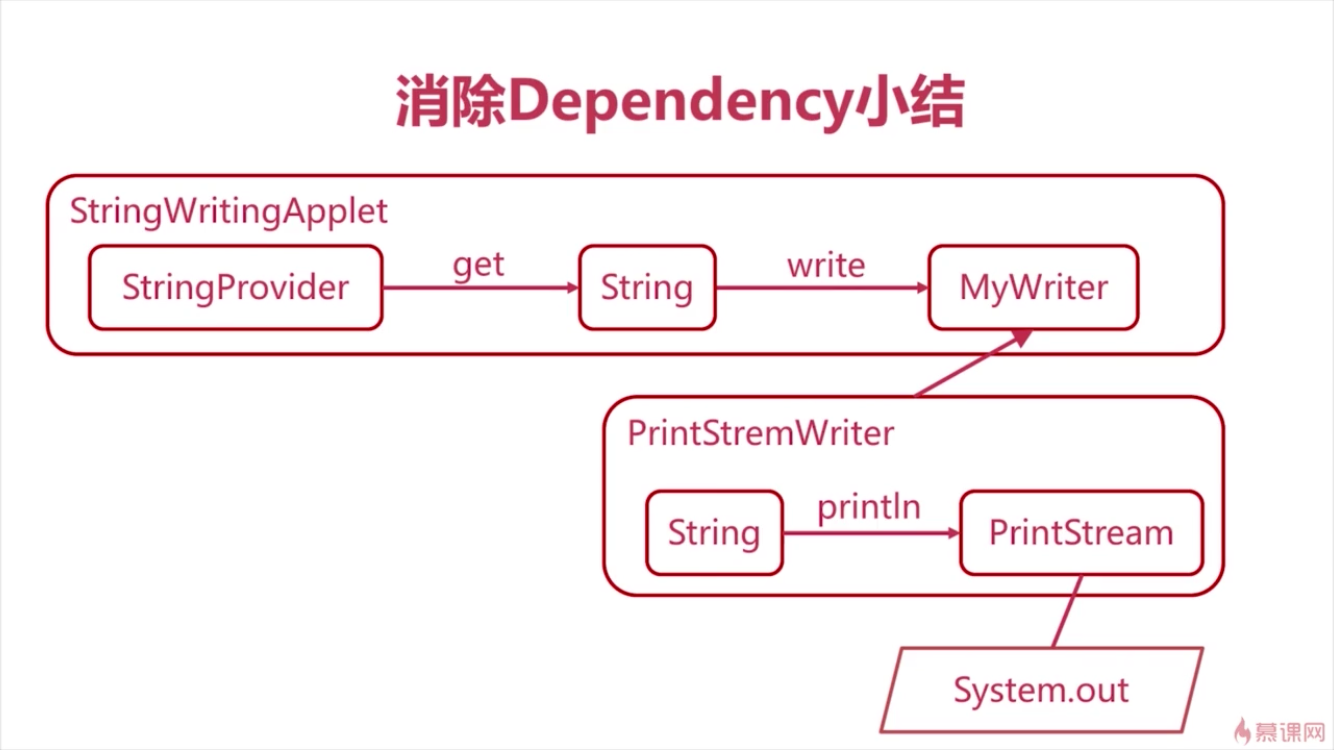 消除Dependency小结
StringWritingApplet
StringProvider
get
String
write
MyWriter
PrintStremWriter
String
println
PrintStream
System.out
慕课网